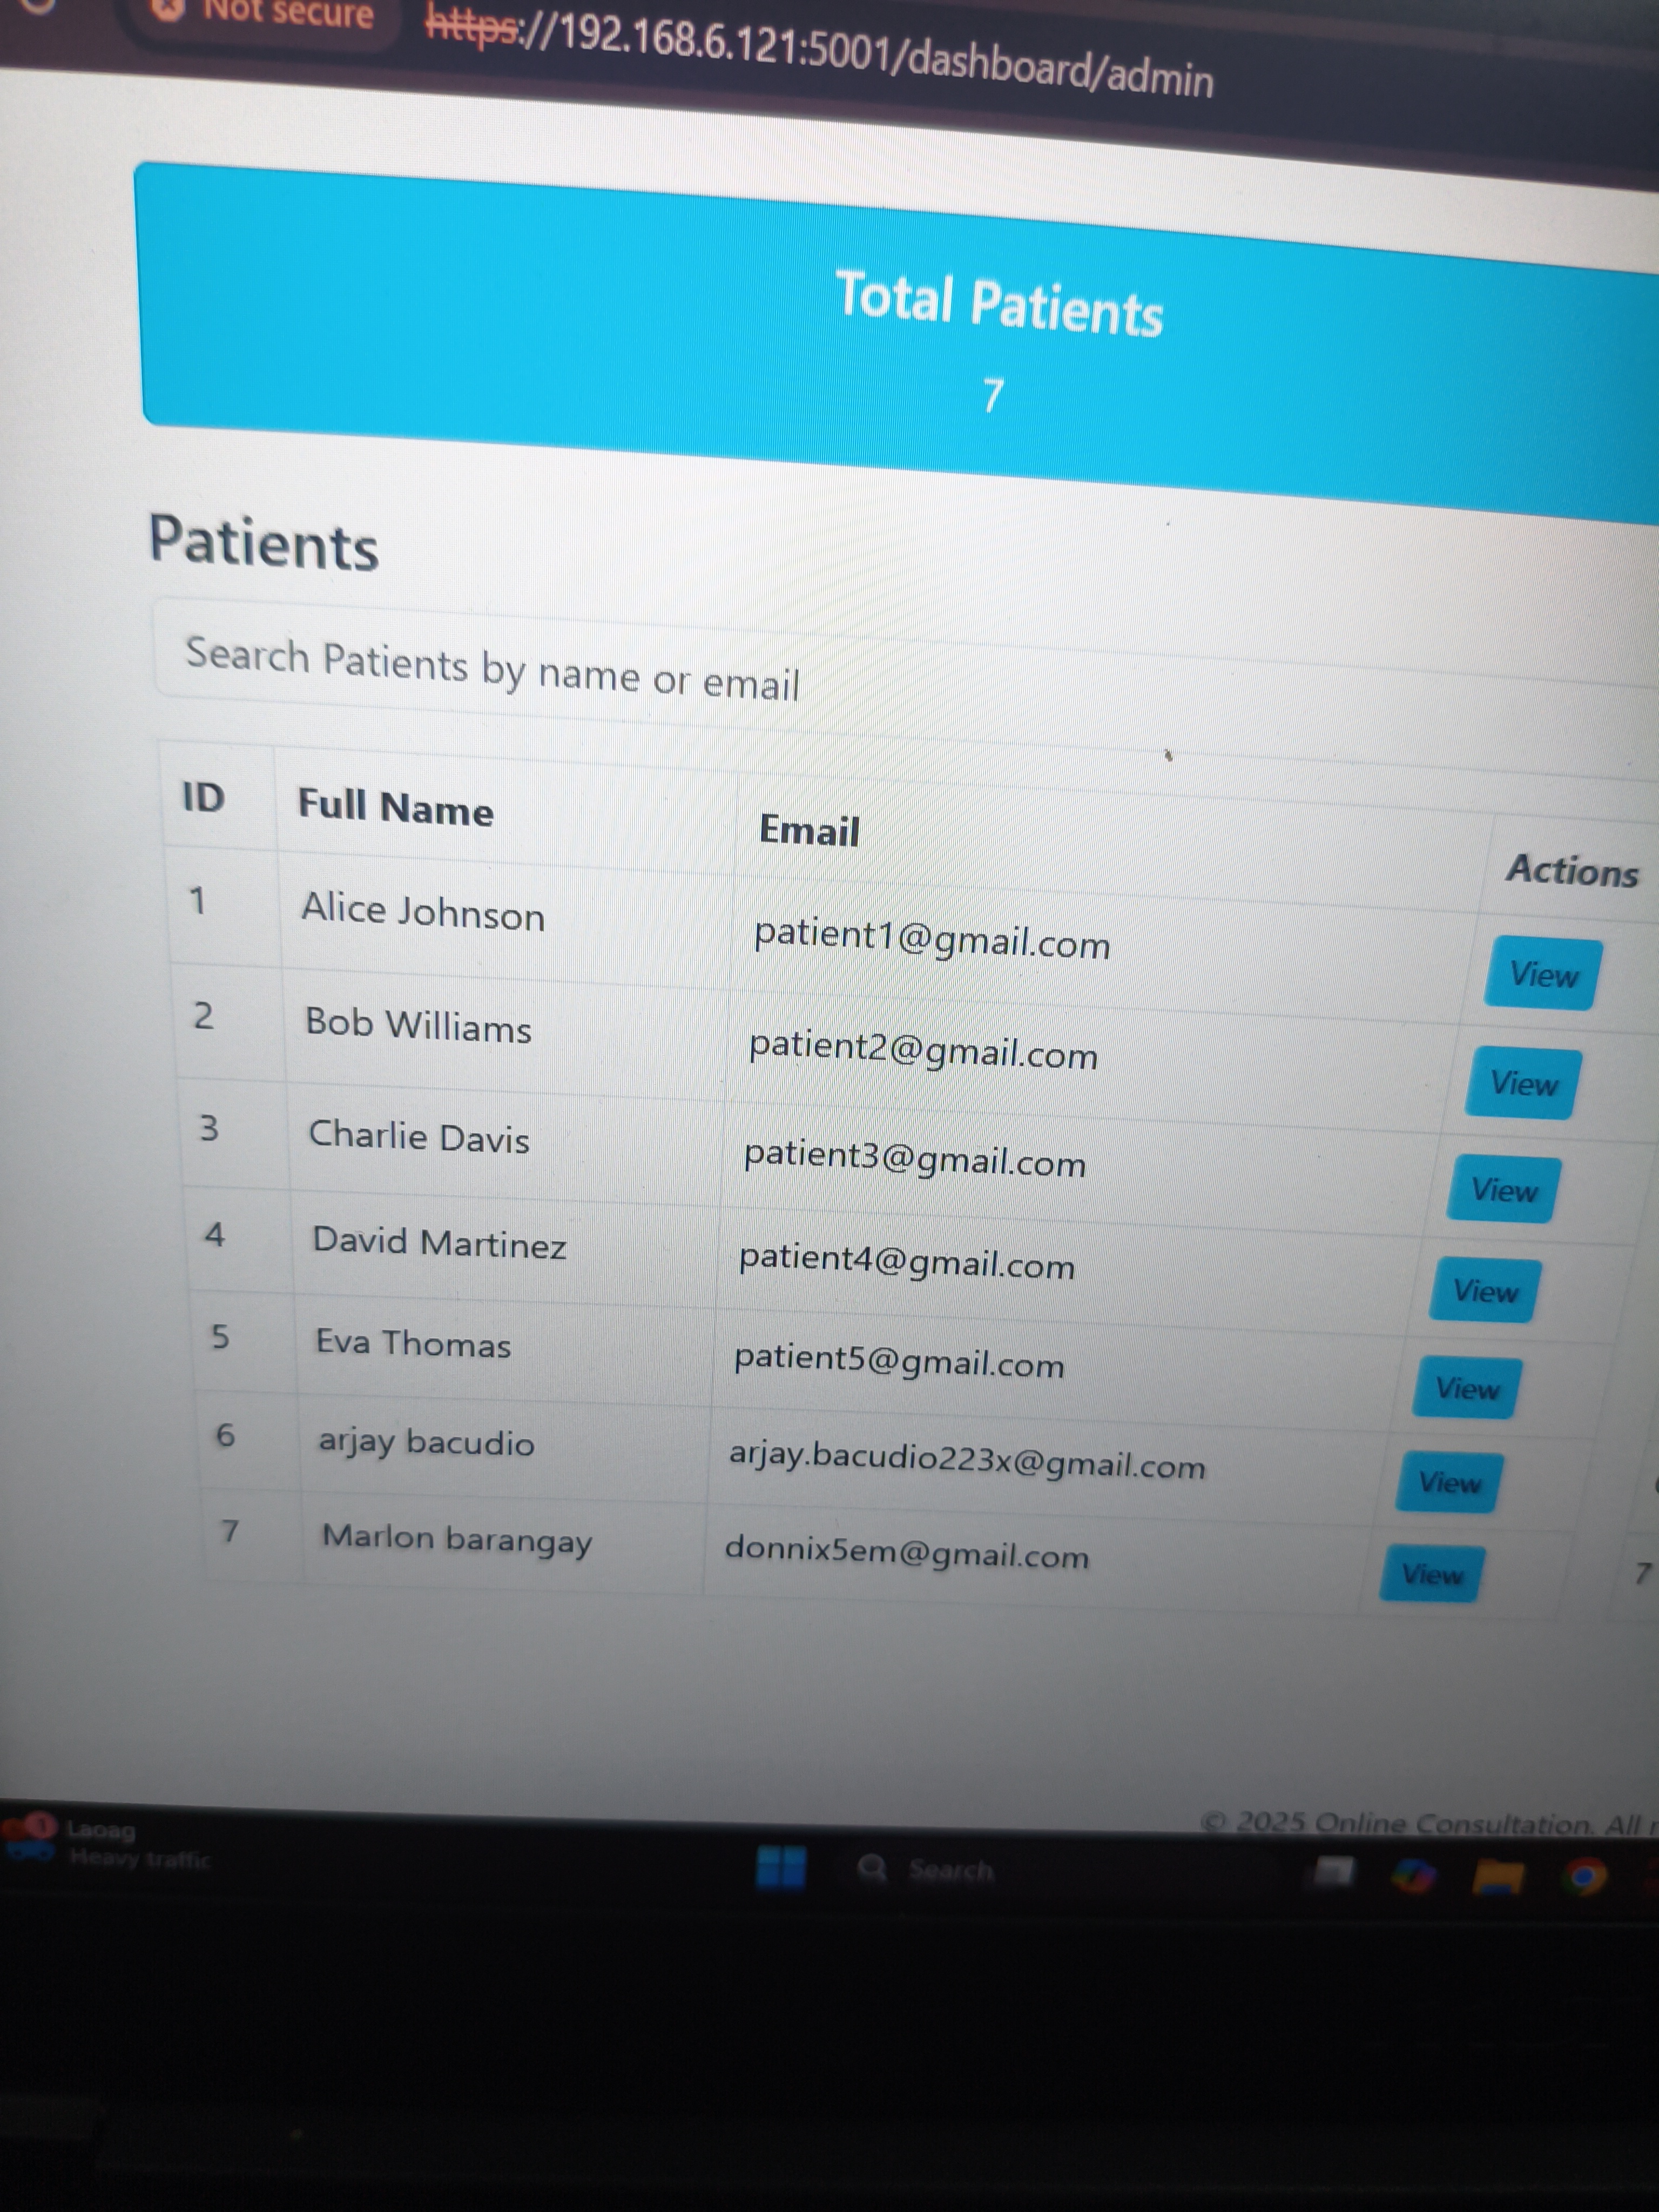 Not secure https://192.168.6.121:5001/dashboard/admin
Total Patients
7
Patients
Search Patients by name or email
ID Full Name Email Actions
1 Alice Johnson patient1@gmail.com View
2 Bob Williams patient2@gmail.com View
3 Charlie Davis patient3@gmail.com View
4 David Martinez patient4@gmail.com View
5 Eva Thomas patient5@gmail.com View
6 arjay bacudio arjay.bacudio223x@gmail.com View
7 Marlon barangay donnix5em@gmail.com View
7
© 2025 Online Consultation. All
1
Laoag
Heavy traffic
Search